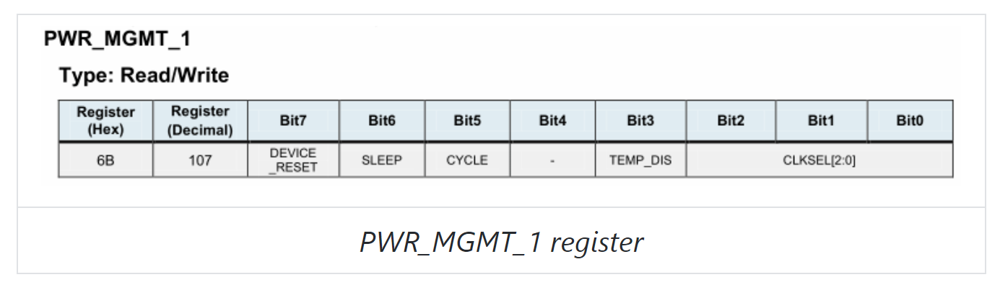 PWR_MGMT_1
Type: Read/Write
Register (Hex) Register (Decimal) Bit7 Bit6 Bit5 Bit4 Bit3 Bit2 Bit1 Bit0
6B 107 DEVICE _RESET SLEEP CYCLE - TEMP_DIS CLKSEL[2:0]
PWR_MGMT_1 register